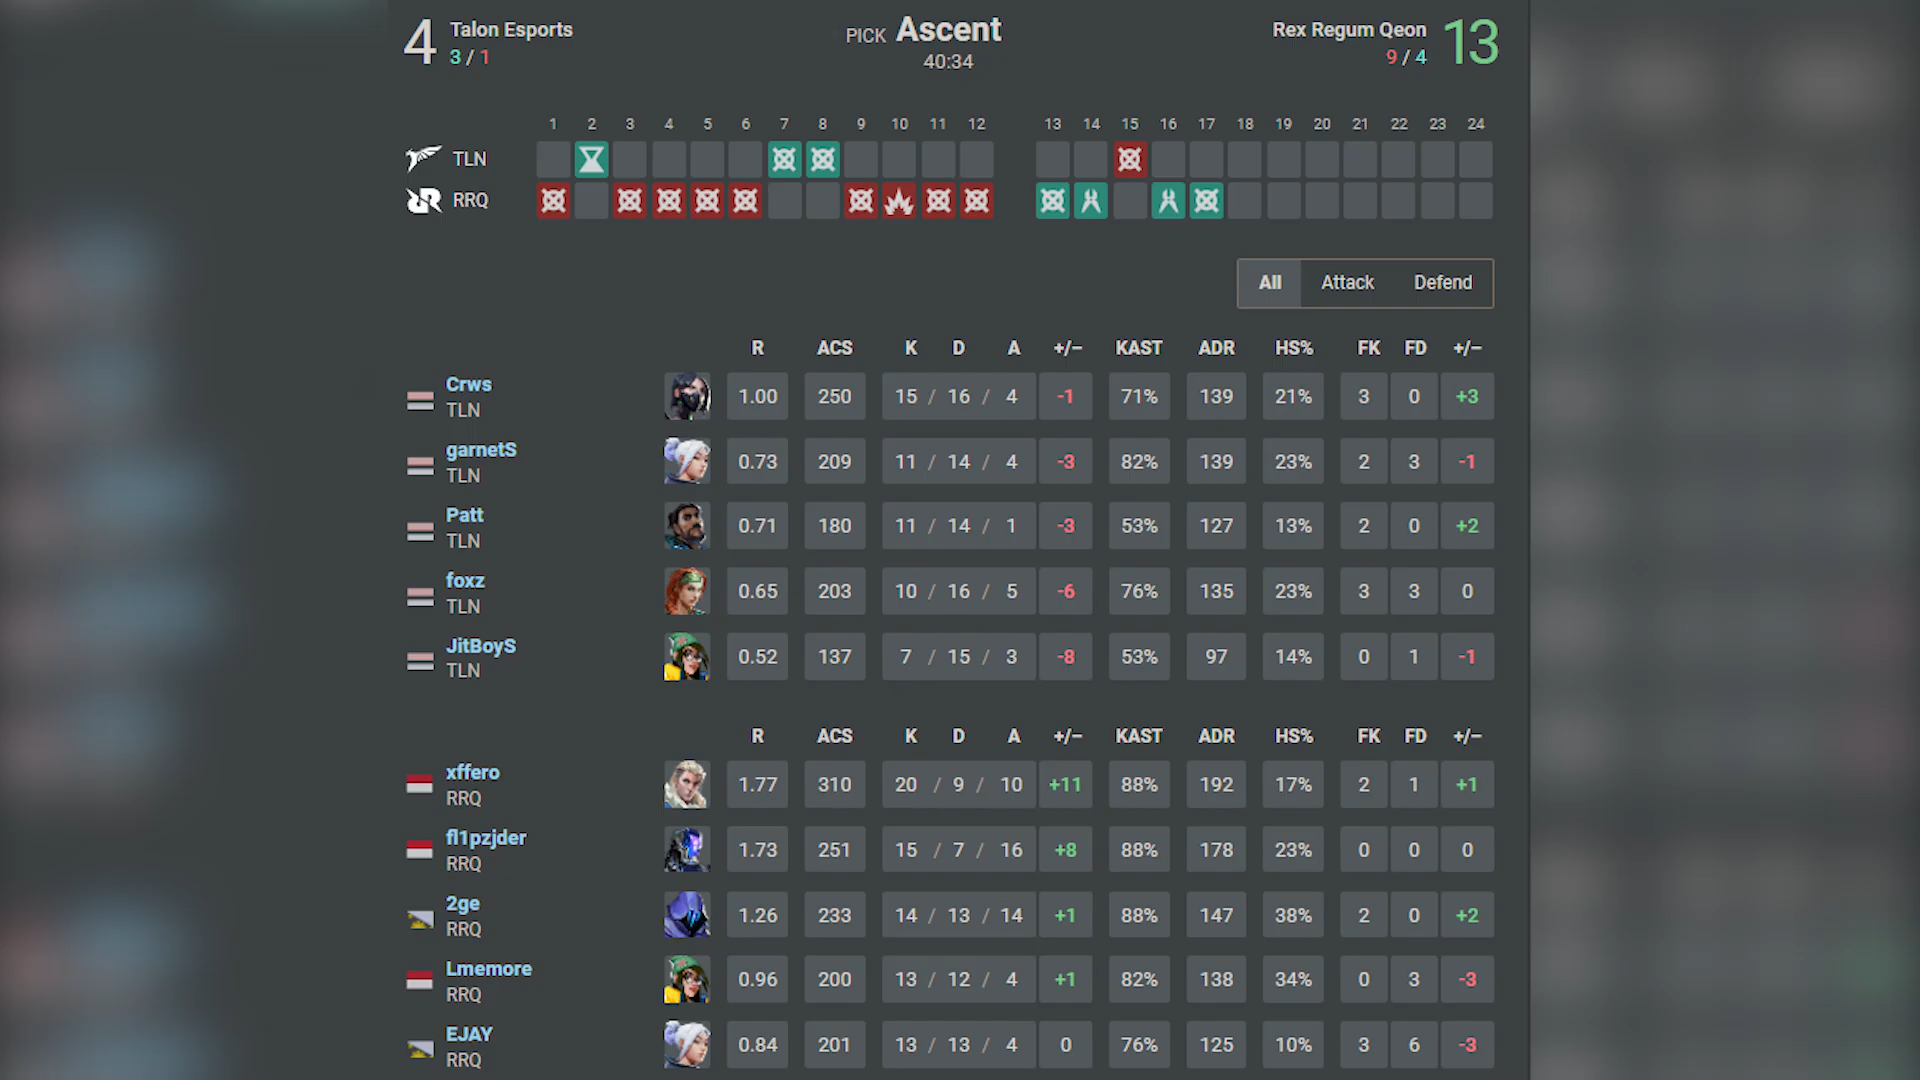 4 Talon Esports PICK Ascent Rex Regum Qeon 13
3 / 1 40:34 9 / 4
1 2 3 4 5 6 7 8 9 10 11 12 13 14 15 16 17 18 19 20 21 22 23 24
TLN
RRQ
All Attack Defend
R ACS K D A +/– KAST ADR HS% FK FD +/–
Crws
TLN
1.00 250 15 / 16 / 4 -1 71% 139 21% 3 0 +3
garnetS
TLN
0.73 209 11 / 14 / 4 -3 82% 139 23% 2 3 -1
Patt
TLN
0.71 180 11 / 14 / 1 -3 53% 127 13% 2 0 +2
foxz
TLN
0.65 203 10 / 16 / 5 -6 76% 135 23% 3 3 0
JitBoyS
TLN
0.52 137 7 / 15 / 3 -8 53% 97 14% 0 1 -1
R ACS K D A +/– KAST ADR HS% FK FD +/–
xffero
RRQ
1.77 310 20 / 9 / 10 +11 88% 192 17% 2 1 +1
fl1pzjder
RRQ
1.73 251 15 / 7 / 16 +8 88% 178 23% 0 0 0
2ge
RRQ
1.26 233 14 / 13 / 14 +1 88% 147 38% 2 0 +2
Lmemore
RRQ
0.96 200 13 / 12 / 4 +1 82% 138 34% 0 3 -3
EJAY
RRQ
0.84 201 13 / 13 / 4 0 76% 125 10% 3 6 -3